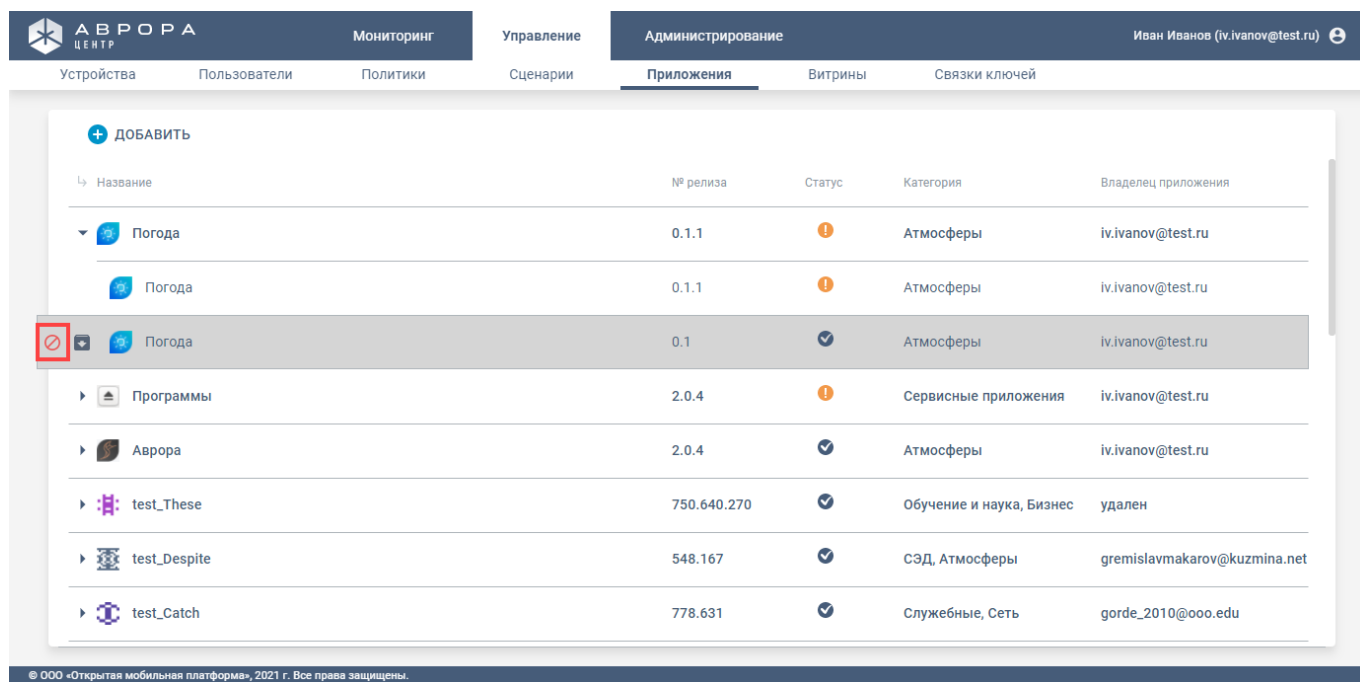 АВРОРА
ЦЕНТР
Мониторинг Управление Администрирование Иван Иванов (iv.ivanov@test.ru)
Устройства Пользователи Политики Сценарии Приложения Витрины Связки ключей
ДОБАВИТЬ
Название № релиза Статус Категория Владелец приложения
Погода 0.1.1 Атмосферы iv.ivanov@test.ru
Погода 0.1.1 Атмосферы iv.ivanov@test.ru
Погода 0.1 Атмосферы iv.ivanov@test.ru
Программы 2.0.4 Сервисные приложения iv.ivanov@test.ru
Аврора 2.0.4 Атмосферы iv.ivanov@test.ru
test_These 750.640.270 Обучение и наука, Бизнес удален
test_Despite 548.167 СЭД, Атмосферы gremislavmakarov@kuzmina.net
test_Catch 778.631 Служебные, Сеть gorde_2010@ooo.edu
© ООО «Открытая мобильная платформа», 2021 г. Все права защищены.